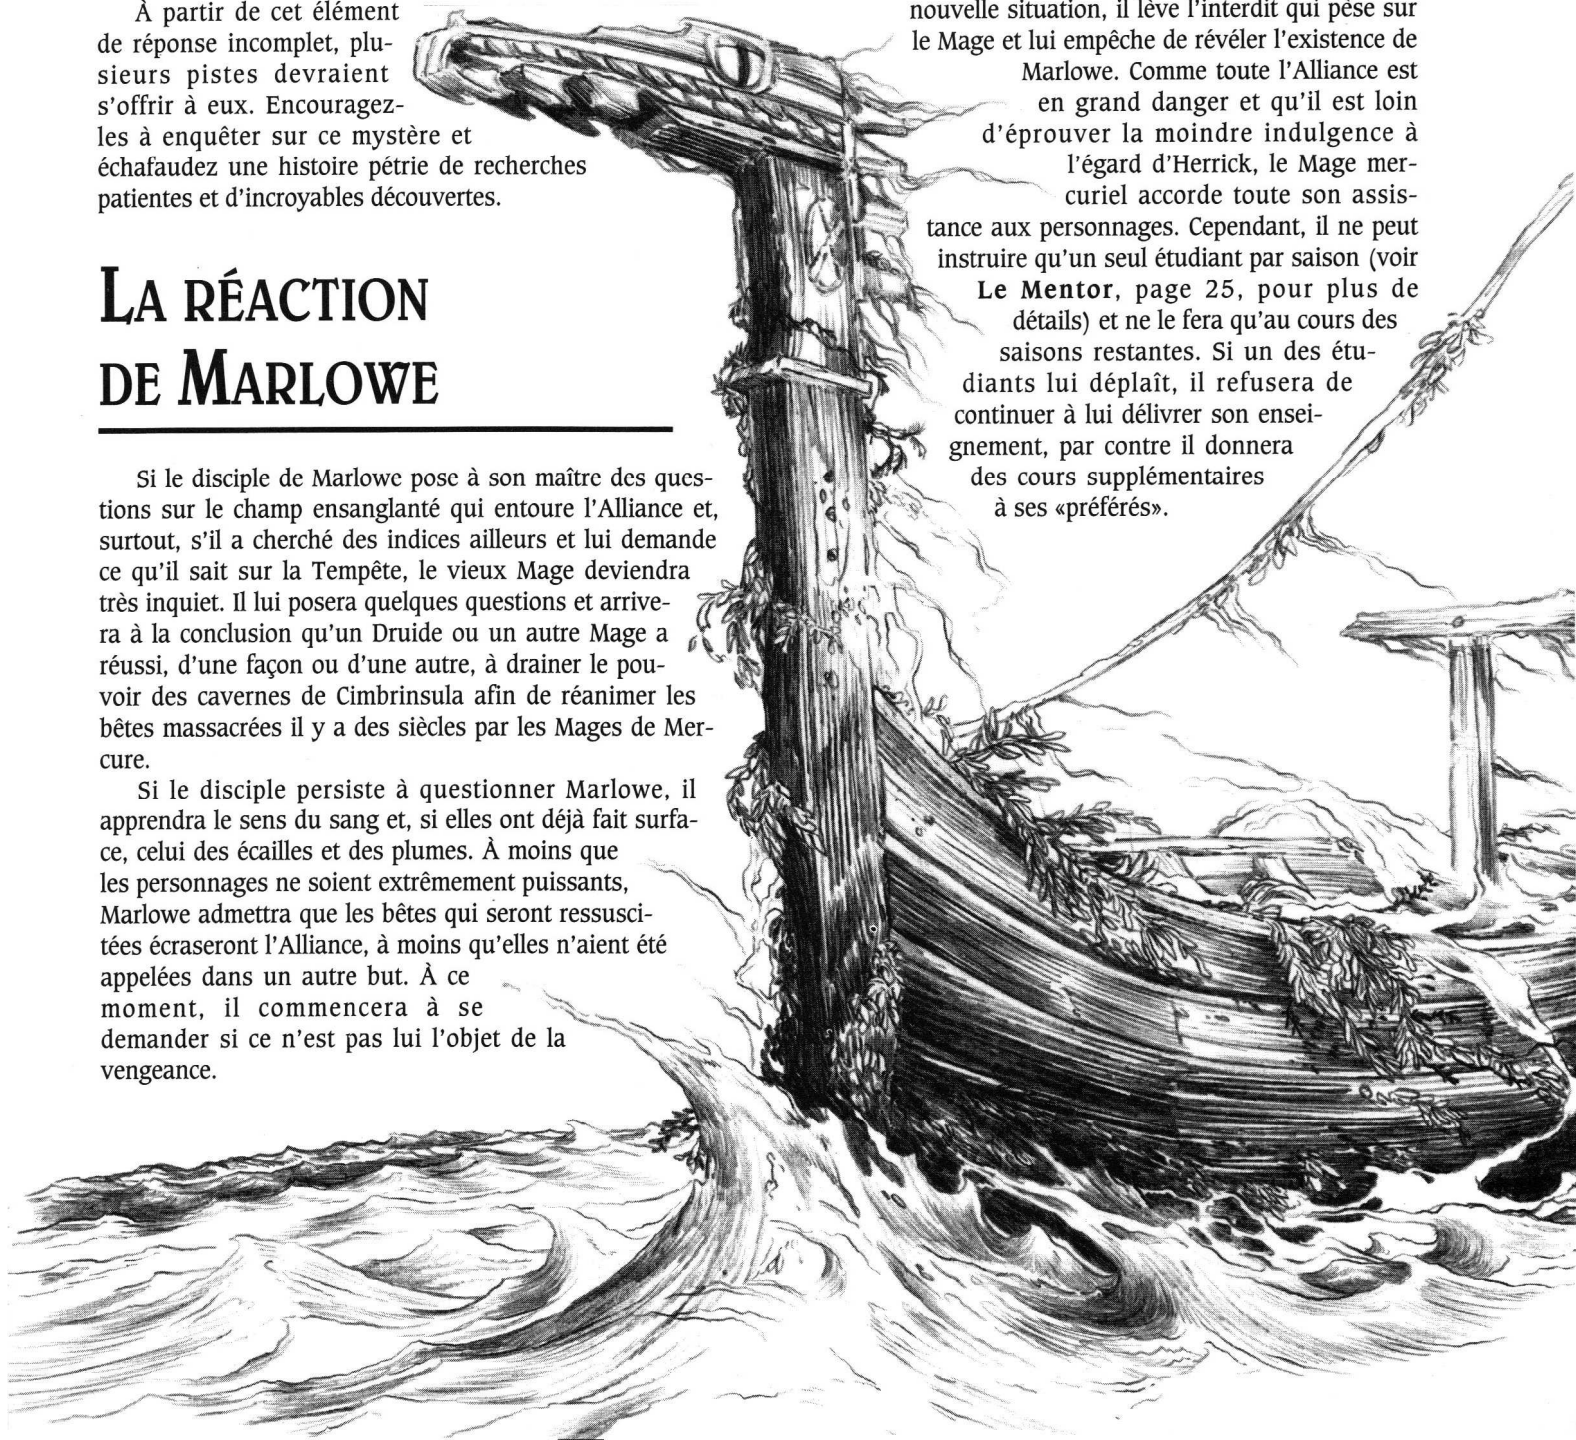 À partir de cet élément
de réponse incomplet, plu-
sieurs pistes devraient
s'offrir à eux. Encouragez-
les à enquêter sur ce mystère et
échafaudez une histoire pétrie de recherches
patientes et d'incroyables découvertes.
LA RÉACTION
DE MARLOWE
Si le disciple de Marlowe pose à son maître des ques-
tions sur le champ ensanglanté qui entoure l'Alliance et,
surtout, s'il a cherché des indices ailleurs et lui demande
ce qu'il sait sur la Tempête, le vieux Mage deviendra
très inquiet. Il lui posera quelques questions et arrive-
ra à la conclusion qu'un Druide ou un autre Mage a
réussi, d'une façon ou d'une autre, à drainer le pou-
voir des cavernes de Cimbrinsula afin de réanimer les
bêtes massacrées il y a des siècles par les Mages de Mer-
cure.
Si le disciple persiste à questionner Marlowe, il
apprendra le sens du sang et, si elles ont déjà fait surfa-
ce, celui des écailles et des plumes. À moins que
les personnages ne soient extrêmement puissants,
Marlowe admettra que les bêtes qui seront ressusci-
tées écraseront l'Alliance, à moins qu'elles n'aient été
appelées dans un autre but. À ce
moment, il commencera à se
demander si ce n'est pas lui l'objet de la
vengeance.
nouvelle situation, il lève l'interdit qui pèse sur
le Mage et lui empêche de révéler l'existence de
Marlowe. Comme toute l'Alliance est
en grand danger et qu'il est loin
d'éprouver la moindre indulgence à
l'égard d'Herrick, le Mage mer-
curiel accorde toute son assis-
tance aux personnages. Cependant, il ne peut
instruire qu'un seul étudiant par saison (voir
Le Mentor, page 25, pour plus de
détails) et ne le fera qu'au cours des
saisons restantes. Si un des étu-
diants lui déplaît, il refusera de
continuer à lui délivrer son ensei-
gnement, par contre il donnera
des cours supplémentaires
à ses «préférés».